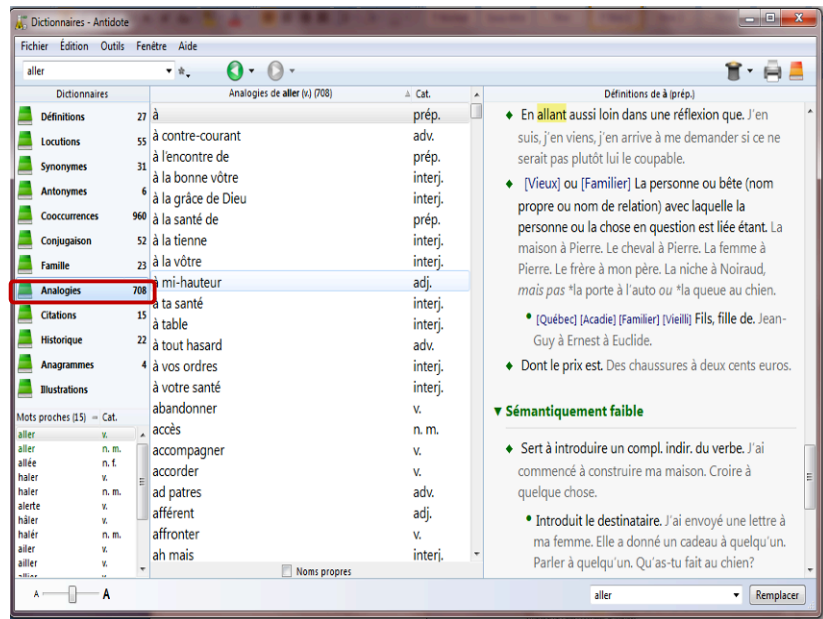 Dictionnaires - Antidote
Fichier Édition Outils Fenêtre Aide
aller
Dictionnaires
Définitions 27
Locutions 55
Synonymes 31
Antonymes 6
Cooccurrences 960
Conjugaison 52
Famille 23
Analogies 708
Citations 15
Historique 22
Anagrammes 4
Illustrations
Mots proches (15) Cat.
aller v.
aller n. m.
allée n. f.
haler v.
haler n. m.
alerte v.
hâler v.
halér n. m.
ailer v.
ailler v.
A A
Analogies de aller (v.) (708) Cat.
à prép.
à contre-courant adv.
à l'encontre de prép.
à la bonne vôtre interj.
à la grâce de Dieu interj.
à la santé de prép.
à la tienne interj.
à la vôtre interj.
à mi-hauteur adj.
à ta santé interj.
à table interj.
à tout hasard adv.
à vos ordres interj.
à votre santé interj.
abandonner v.
accès n. m.
accompagner v.
accorder v.
ad patres adv.
afférent adj.
affronter v.
ah mais interj.
Noms propres
Définitions de à (prép.)
En allant aussi loin dans une réflexion que. J'en
suis, j'en viens, j'en arrive à me demander si ce ne
serait pas plutôt lui le coupable.
[Vieux] ou [Familier] La personne ou bête (nom
propre ou nom de relation) avec laquelle la
personne ou la chose en question est liée étant. La
maison à Pierre. Le cheval à Pierre. La femme à
Pierre. Le frère à mon père. La niche à Noiraud,
mais pas *la porte à l'auto ou *la queue au chien.
[Québec] [Acadie] [Familier] [Vieilli] Fils, fille de. Jean-
Guy à Ernest à Euclide.
Dont le prix est. Des chaussures à deux cents euros.
Sémantiquement faible
Sert à introduire un compl. indir. du verbe. J'ai
commencé à construire ma maison. Croire à
quelque chose.
Introduit le destinataire. J'ai envoyé une lettre à
ma femme. Elle a donné un cadeau à quelqu'un.
Parler à quelqu'un. Qu'as-tu fait au chien?
aller Remplacer